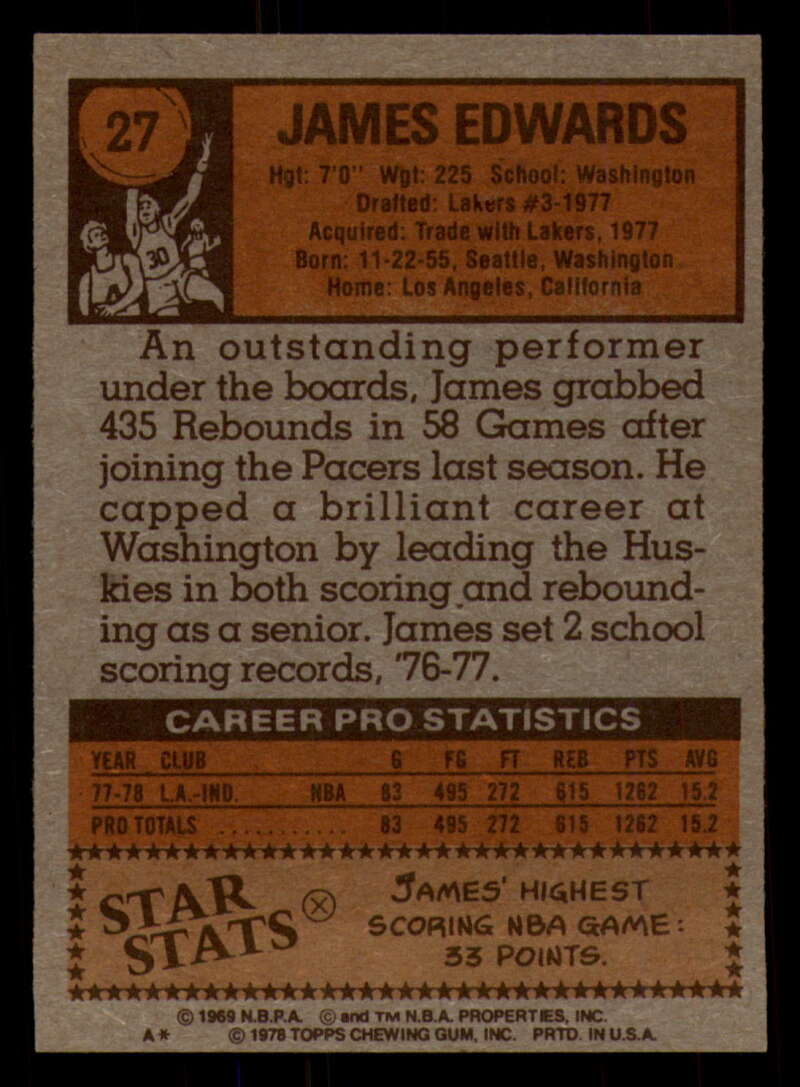 27
JAMES EDWARDS
Hgt: 7'0" Wgt: 225 School: Washington
Drafted: Lakers #3-1977
Acquired: Trade with Lakers, 1977
Born: 11-22-55, Seattle, Washington
Home: Los Angeles, California
30
An outstanding performer
under the boards, James grabbed
435 Rebounds in 58 Games after
joining the Pacers last season. He
capped a brilliant career at
Washington by leading the Hus-
kies in both scoring and rebound-
ing as a senior. James set 2 school
scoring records, '76-77.
CAREER PRO STATISTICS
YEAR CLUB G FG FT REB PTS AVG
77-78 L.A.-IND. NBA 83 495 272 615 1262 15.2
PRO TOTALS ........... 83 495 272 615 1262 15.2
STAR
STATS
JAMES' HIGHEST
SCORING NBA GAME:
33 POINTS.
© 1969 N.B.P.A. © and TM N.B.A. PROPERTIES, INC.
A* © 1978 TOPPS CHEWING GUM, INC. PRTD. IN U.S.A.